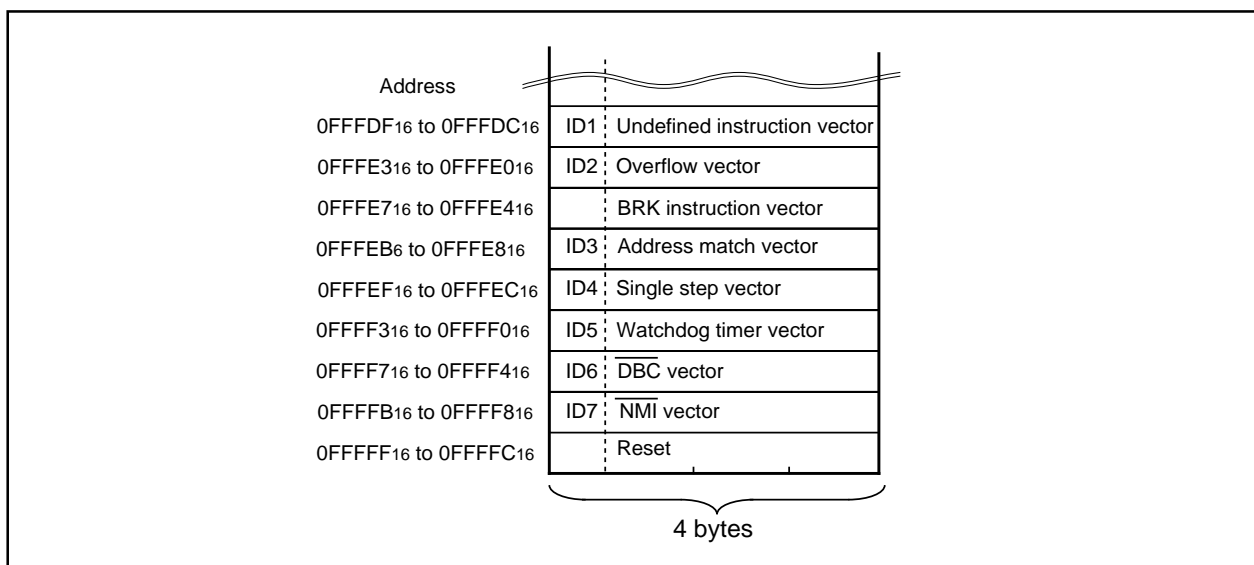 Address
0FFFDF16 to 0FFFDC16 ID1 Undefined instruction vector
0FFFE316 to 0FFFE016 ID2 Overflow vector
0FFFE716 to 0FFFE416 BRK instruction vector
0FFFEB6 to 0FFFE816 ID3 Address match vector
0FFFEF16 to 0FFFEC16 ID4 Single step vector
0FFFF316 to 0FFFF016 ID5 Watchdog timer vector
0FFFF716 to 0FFFF416 ID6 DBC vector
0FFFFB16 to 0FFFF816 ID7 NMI vector
0FFFFF16 to 0FFFFC16 Reset
4 bytes